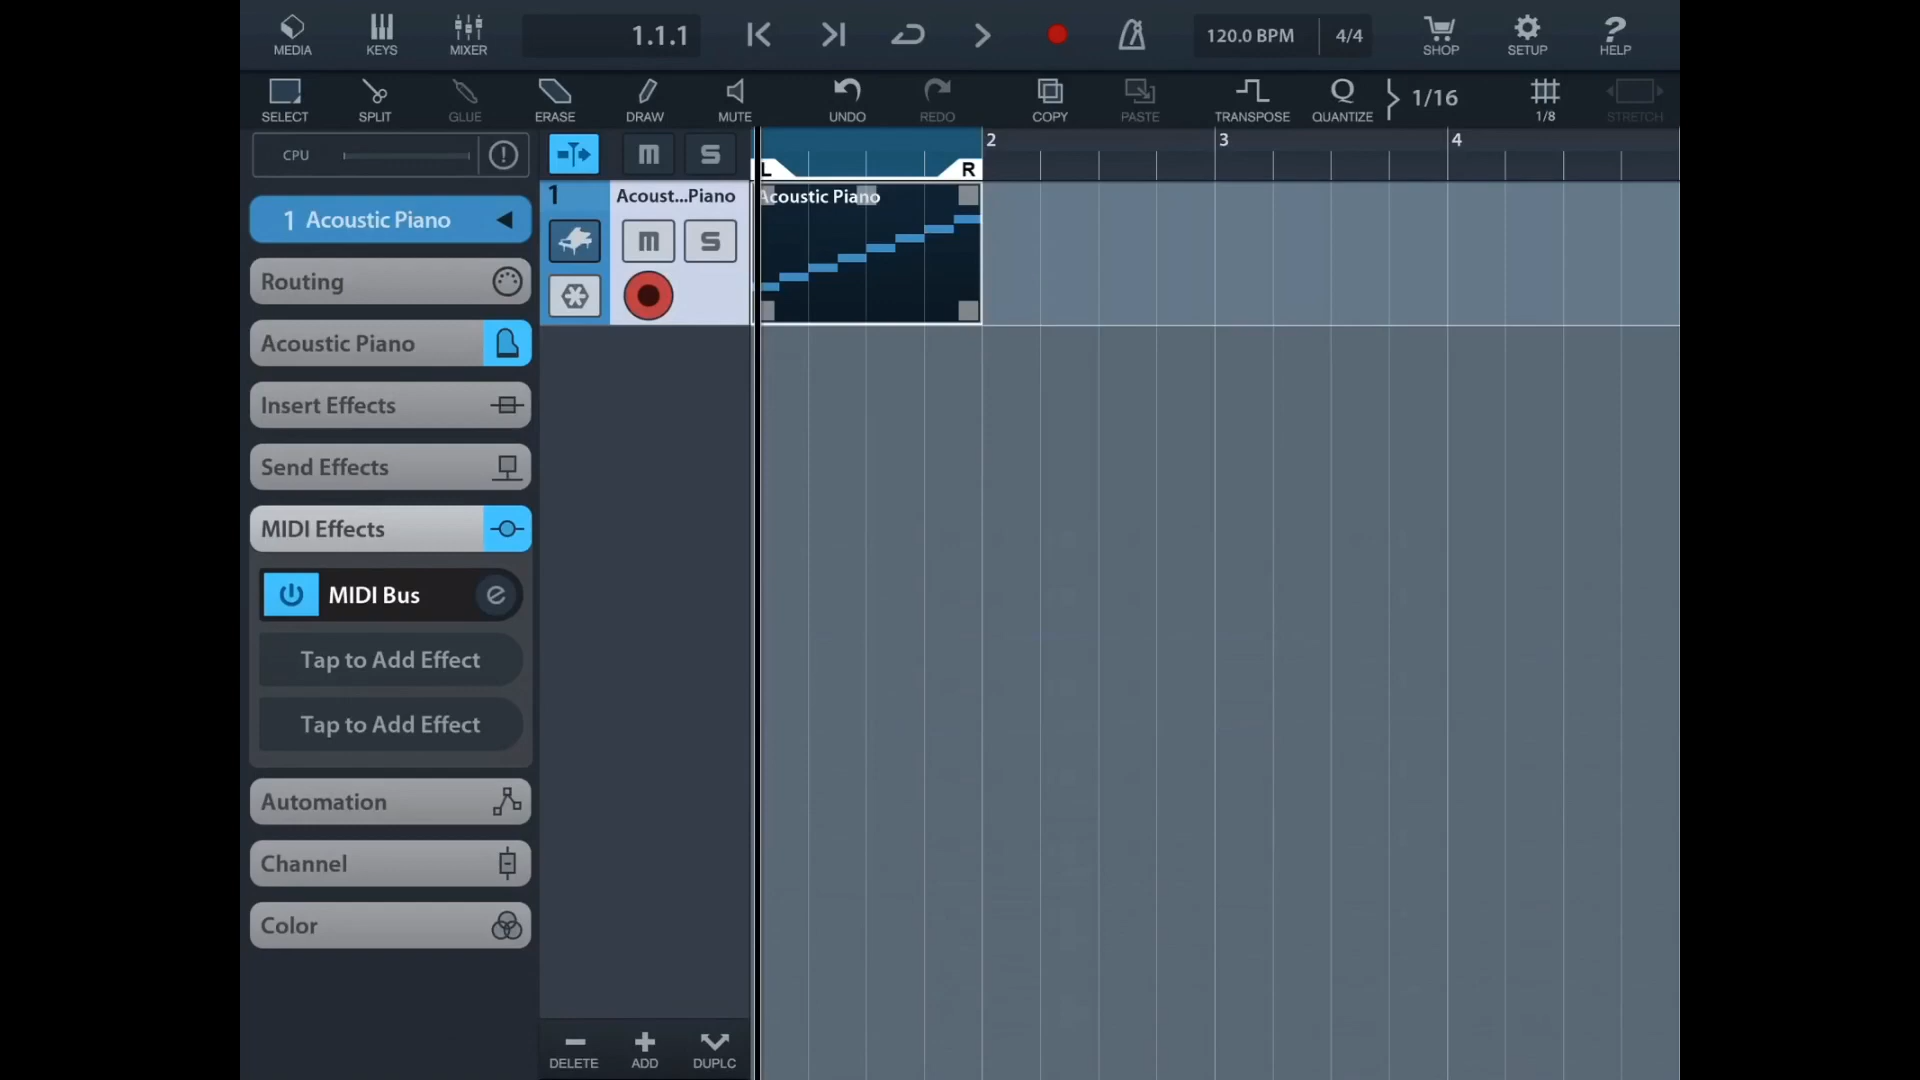 MEDIA
KEYS
MIXER
1.1.1
120.0 BPM
4/4
SHOP
SETUP
? HELP
SELECT
SPLIT
GLUE
ERASE
DRAW
MUTE
UNDO
REDO
COPY
PASTE
TRANSPOSE
Q QUANTIZE
1/16
1/8
STRETCH
CPU
M
S
L
R
2
3
4
1 Acoustic Piano
1
Acoust...Piano
M
S
Acoustic Piano
Routing
Acoustic Piano
Insert Effects
Send Effects
MIDI Effects
MIDI Bus
e
Tap to Add Effect
Tap to Add Effect
Automation
Channel
Color
DELETE
ADD
DUPLC